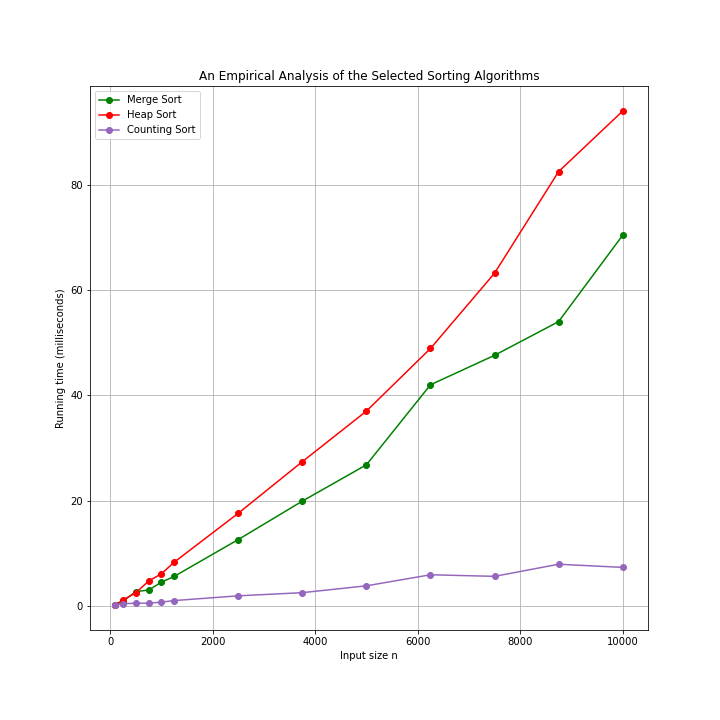 An Empirical Analysis of the Selected Sorting Algorithms
Merge Sort
Heap Sort
Counting Sort
80
60
40
20
0
Running time (milliseconds)
0 2000 4000 6000 8000 10000
Input size n